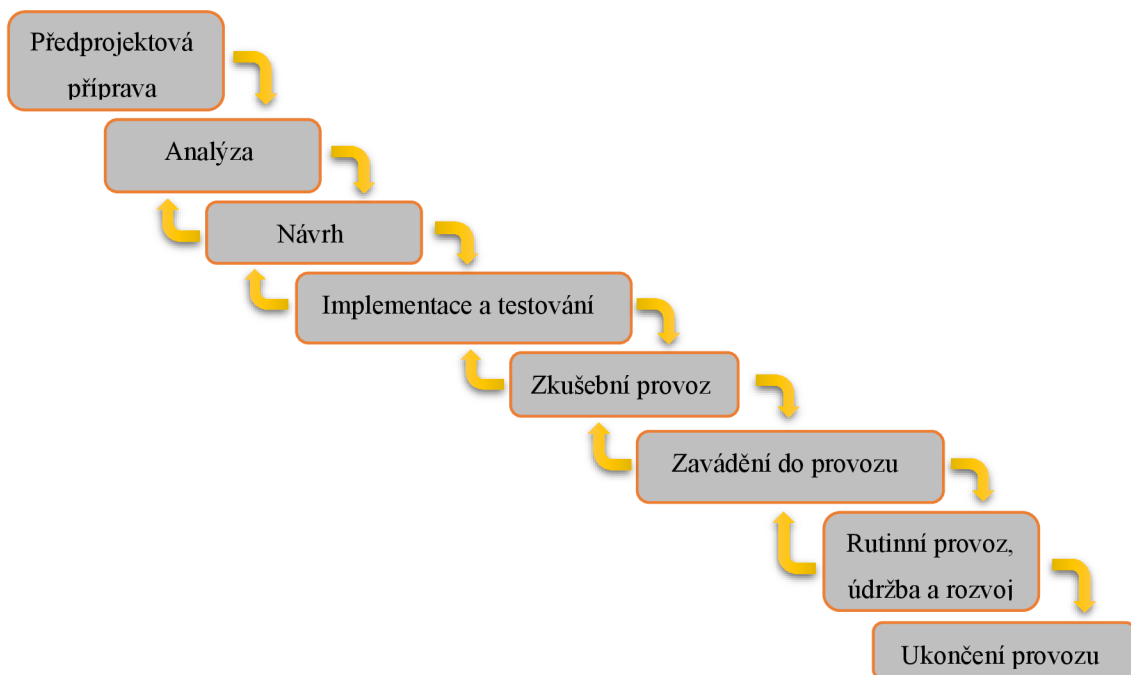 Předprojektová
příprava
Analýza
Návrh
Implementace a testování
Zkušební provoz
Zavádění do provozu
Rutinní provoz,
údržba a rozvoj
Ukončení provozu